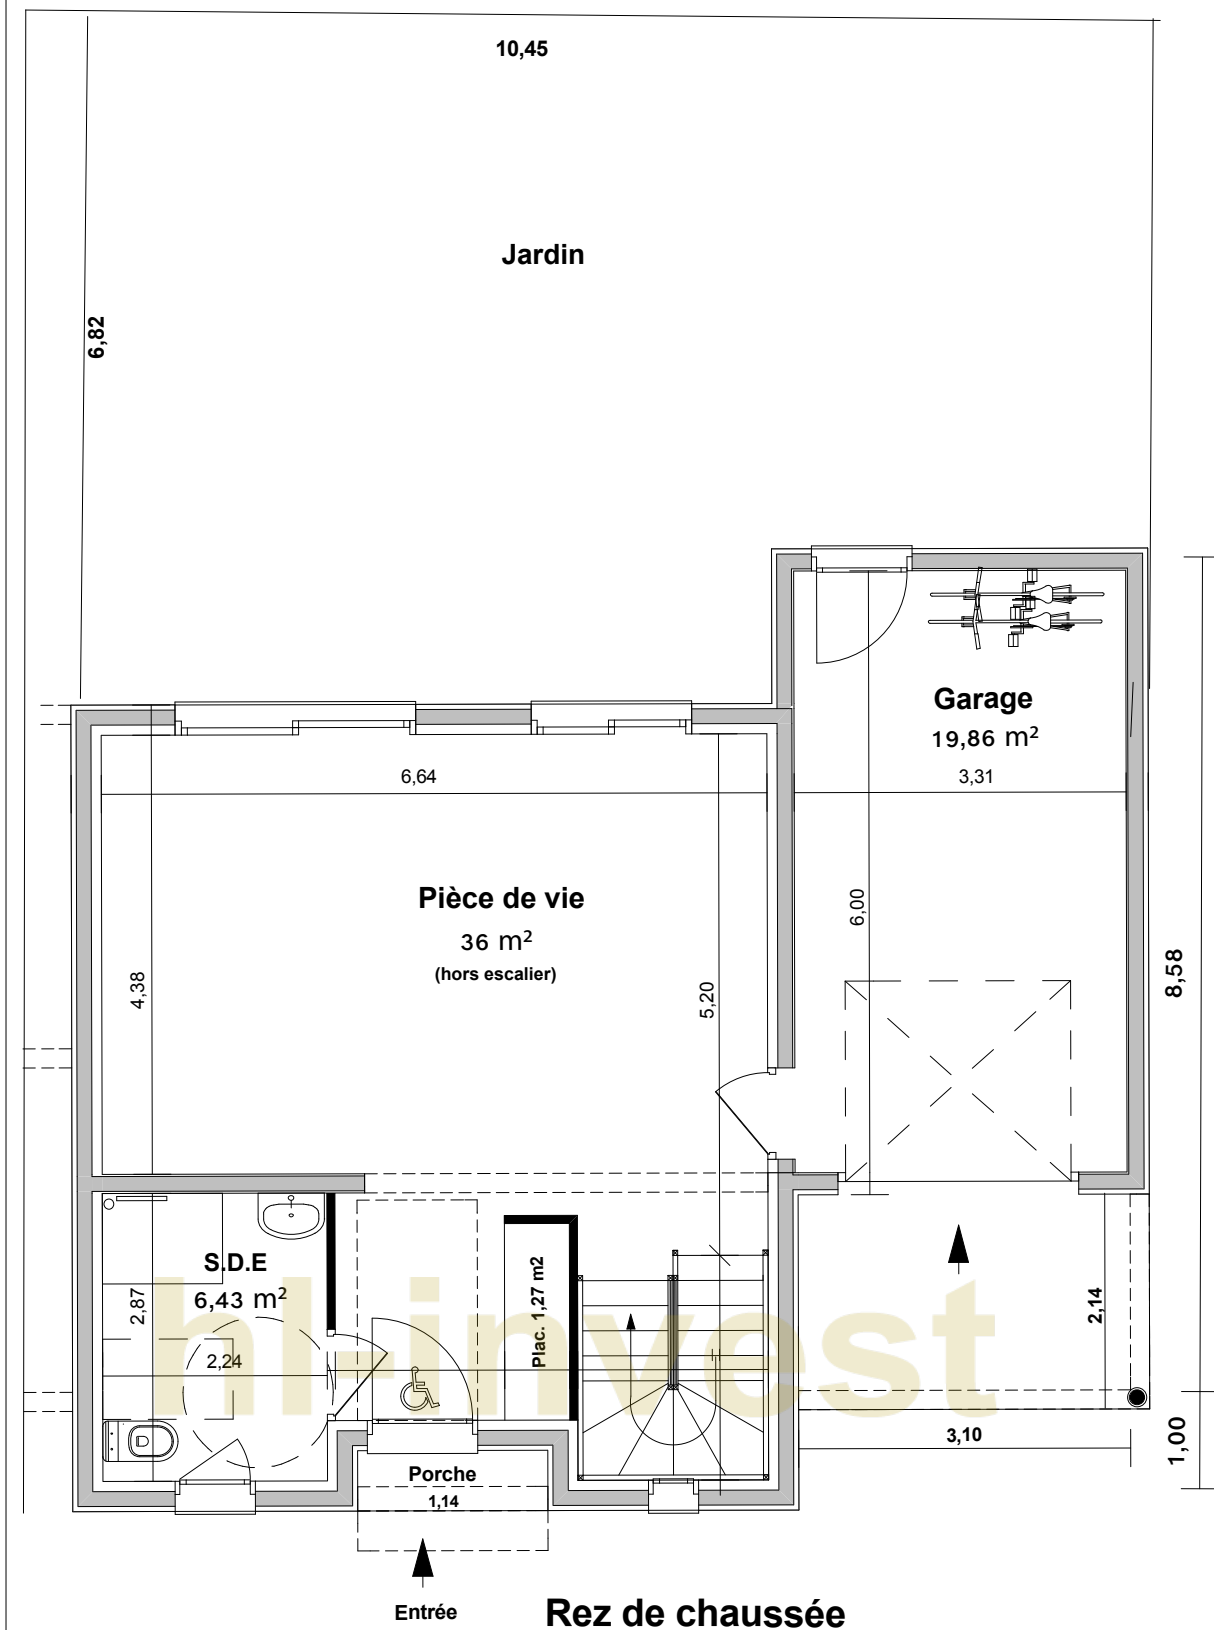 10,45
Jardin
6,82
Garage
19,86 m²
3,31
6,64
Pièce de vie
36 m²
(hors escalier)
6,00
4,38
5,20
8,58
S.D.E
6,43 m²
2,87
2,24
Plac. 1,27 m2
2,14
hl-invest
3,10
1,00
Porche
1,14
Entrée
Rez de chaussée